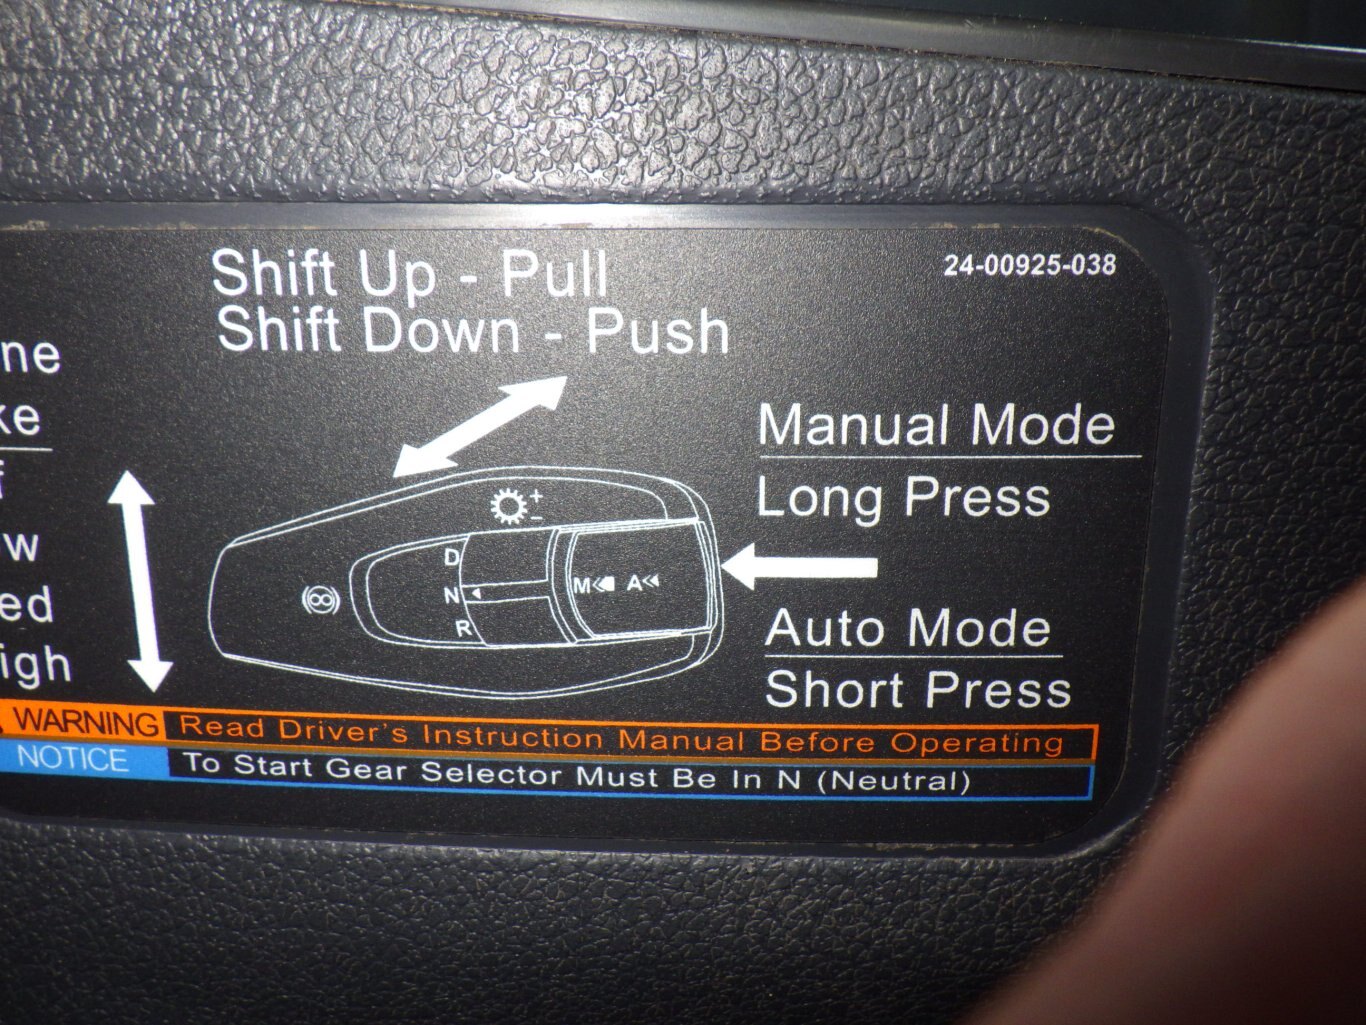 Shift Up - Pull
Shift Down - Push
24-00925-038
ne
ke
f
w
ed
igh
Manual Mode
Long Press
+
-
D
N
R
M A
Auto Mode
Short Press
WARNING Read Driver's Instruction Manual Before Operating
NOTICE To Start Gear Selector Must Be In N (Neutral)